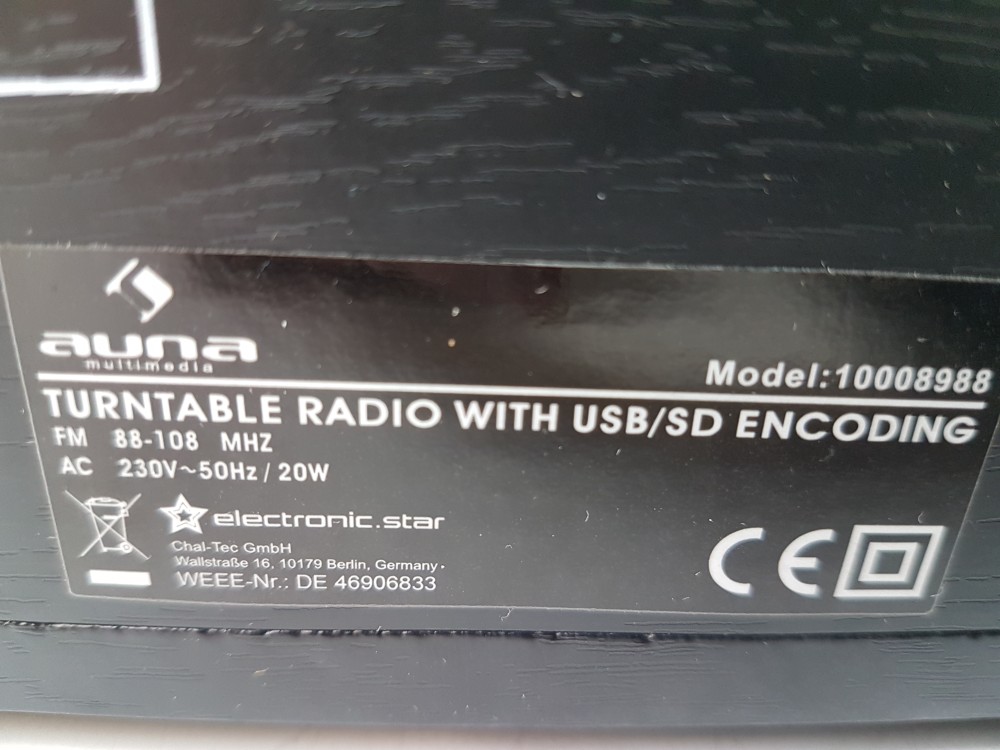 auna
multimedia
Model:10008988
TURNTABLE RADIO WITH USB/SD ENCODING
FM 88-108 MHZ
AC 230V~50Hz / 20W
electronic.star
Chal-Tec GmbH
Wallstraße 16, 10179 Berlin, Germany.
WEEE-Nr.: DE 46906833
CE